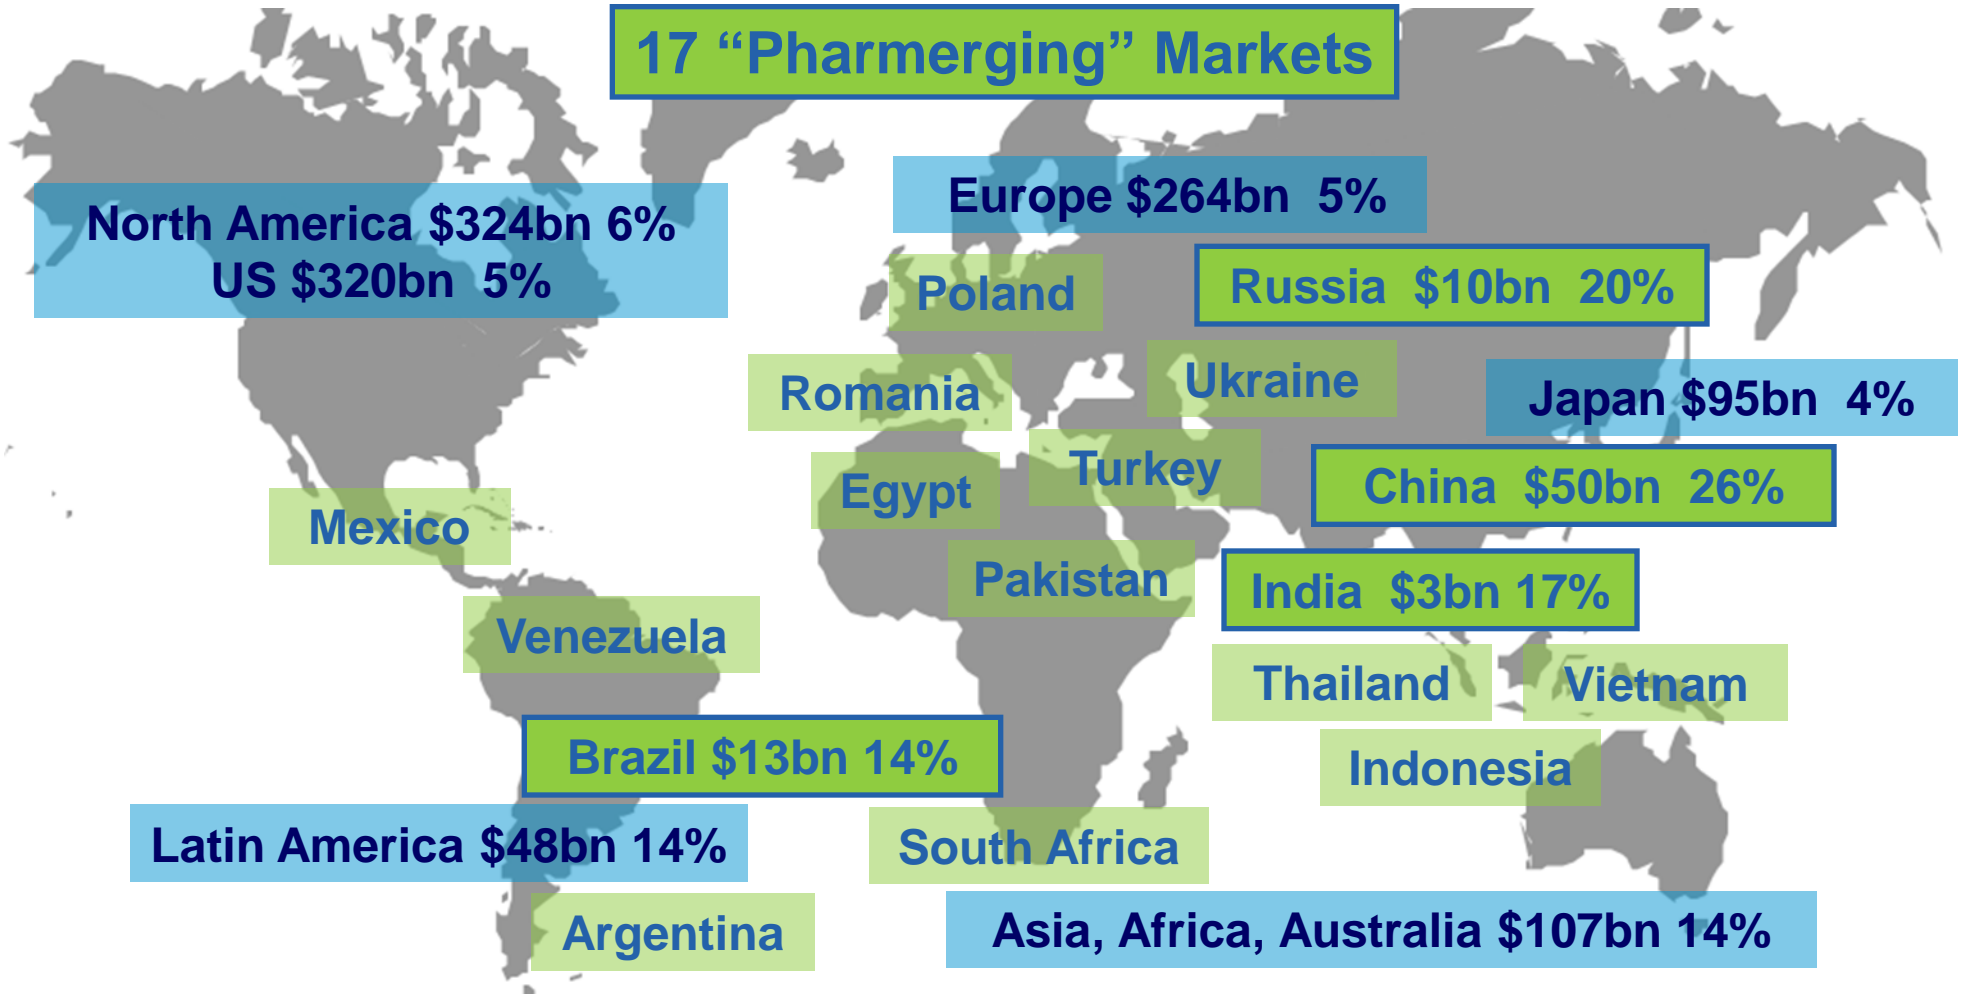 17 “Pharmerging” Markets
Europe $264bn 5%
North America $324bn 6%
US $320bn 5%
Poland
Russia $10bn 20%
Romania
Ukraine
Japan $95bn 4%
Egypt
Turkey
China $50bn 26%
Mexico
Pakistan
India $3bn 17%
Venezuela
Thailand
Vietnam
Brazil $13bn 14%
Indonesia
Latin America $48bn 14%
South Africa
Argentina
Asia, Africa, Australia $107bn 14%